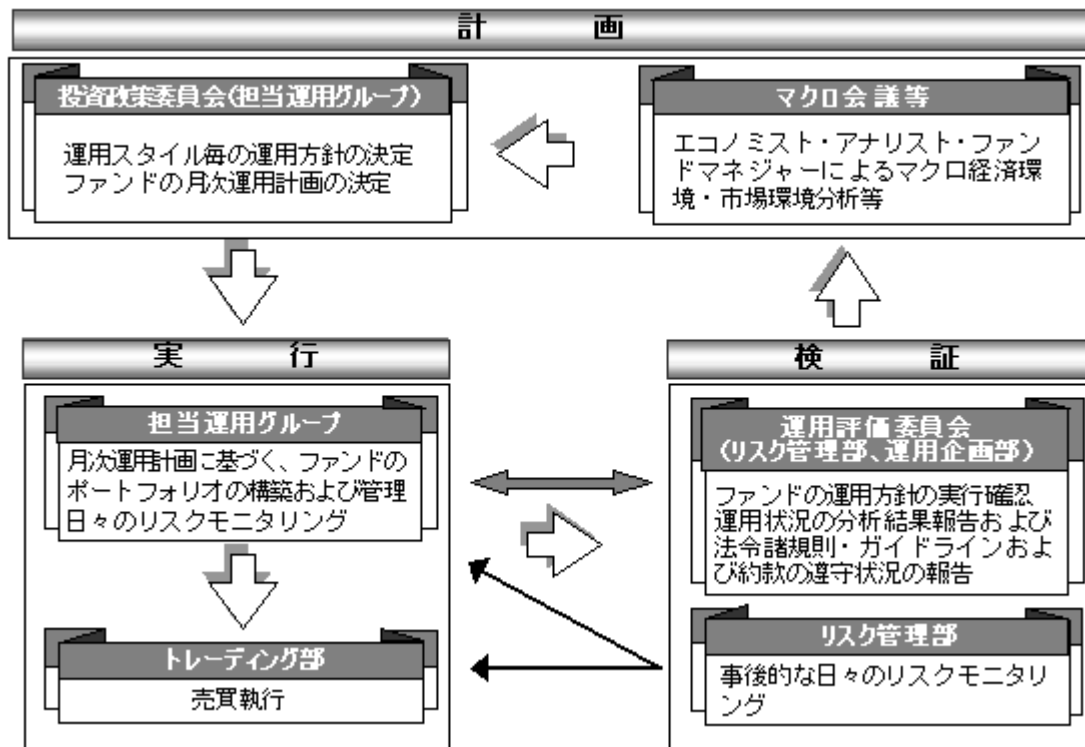 計画
投資政策委員会(担当運用グループ)
運用スタイル毎の運用方針の決定
ファンドの月次運用計画の決定
マクロ会議等
エコノミスト・アナリスト・ファン
ドマネジャーによるマクロ経済環
境・市場環境分析等
実行
担当運用グループ
月次運用計画に基づく、ファンドの
ポートフォリオの構築および管理
日々のリスクモニタリング
トレーディング部
売買執行
検証
運用評価委員会
(リスク管理部、運用企画部)
ファンドの運用方針の実行確認
運用状況の分析結果報告および
法令諸規則・ガイドラインおよ
び約款の遵守状況の報告
リスク管理部
事後的な日々のリスクモニタリ
ング